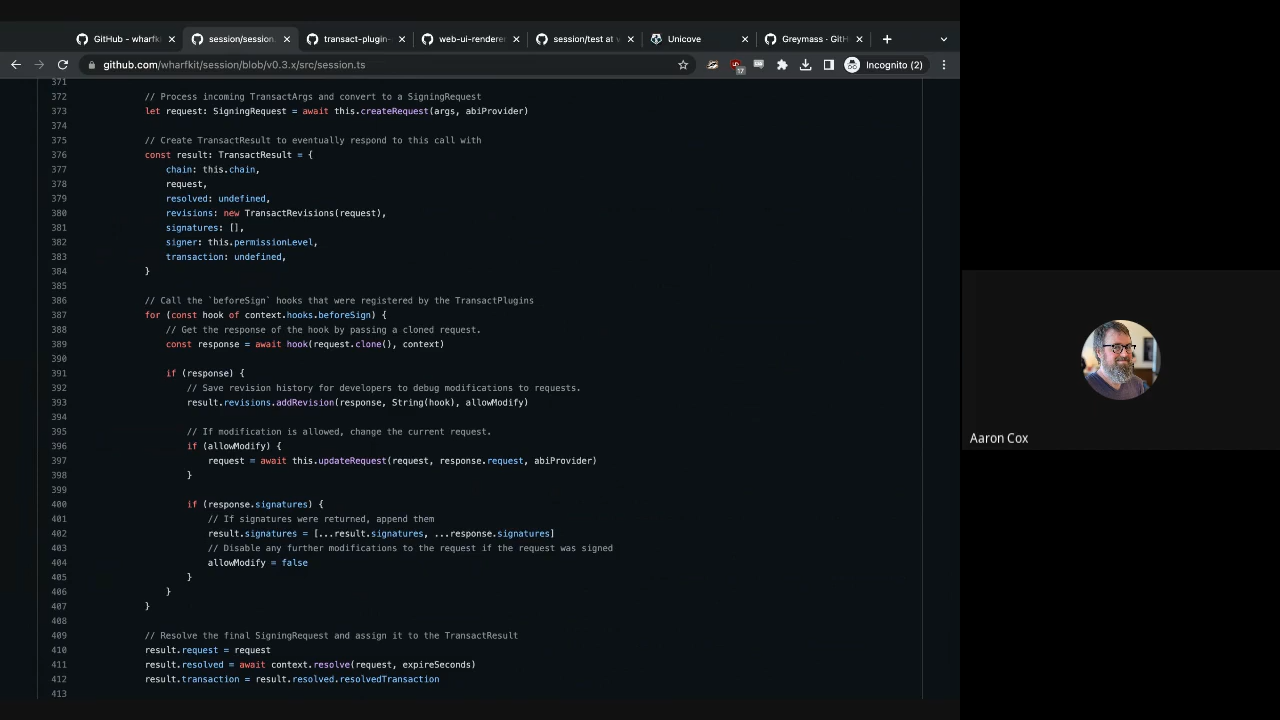 GitHub - wharfki
session/session.
transact-plugin-
web-ui-renderer
session/test at v
Unicove
Greymass · GitH
github.com/wharfkit/session/blob/v0.3.x/src/session.ts
17
Incognito (2)
371
372 // Process incoming TransactArgs and convert to a SigningRequest
373 let request: SigningRequest = await this.createRequest(args, abiProvider)
374
375 // Create TransactResult to eventually respond to this call with
376 const result: TransactResult = {
377 chain: this.chain,
378 request,
379 resolved: undefined,
380 revisions: new TransactRevisions(request),
381 signatures: [],
382 signer: this.permissionLevel,
383 transaction: undefined,
384 }
385
386 // Call the `beforeSign` hooks that were registered by the TransactPlugins
387 for (const hook of context.hooks.beforeSign) {
388 // Get the response of the hook by passing a cloned request.
389 const response = await hook(request.clone(), context)
390
391 if (response) {
392 // Save revision history for developers to debug modifications to requests.
393 result.revisions.addRevision(response, String(hook), allowModify)
394
395 // If modification is allowed, change the current request.
396 if (allowModify) {
397 request = await this.updateRequest(request, response.request, abiProvider)
398 }
399
400 if (response.signatures) {
401 // If signatures were returned, append them
402 result.signatures = [...result.signatures, ...response.signatures]
403 // Disable any further modifications to the request if the request was signed
404 allowModify = false
405 }
406 }
407 }
408
409 // Resolve the final SigningRequest and assign it to the TransactResult
410 result.request = request
411 result.resolved = await context.resolve(request, expireSeconds)
412 result.transaction = result.resolved.resolvedTransaction
413
Aaron Cox